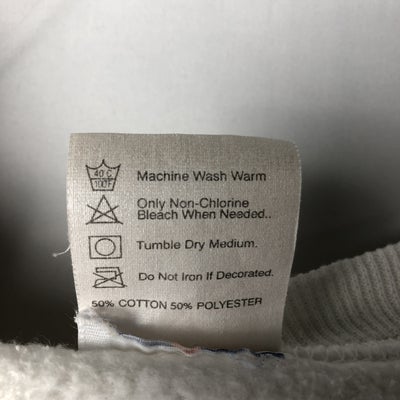 40 C
100 F
Machine Wash Warm
Only Non-Chlorine
Bleach When Needed..
Tumble Dry Medium.
Do Not Iron If Decorated.
50% COTTON 50% POLYESTER